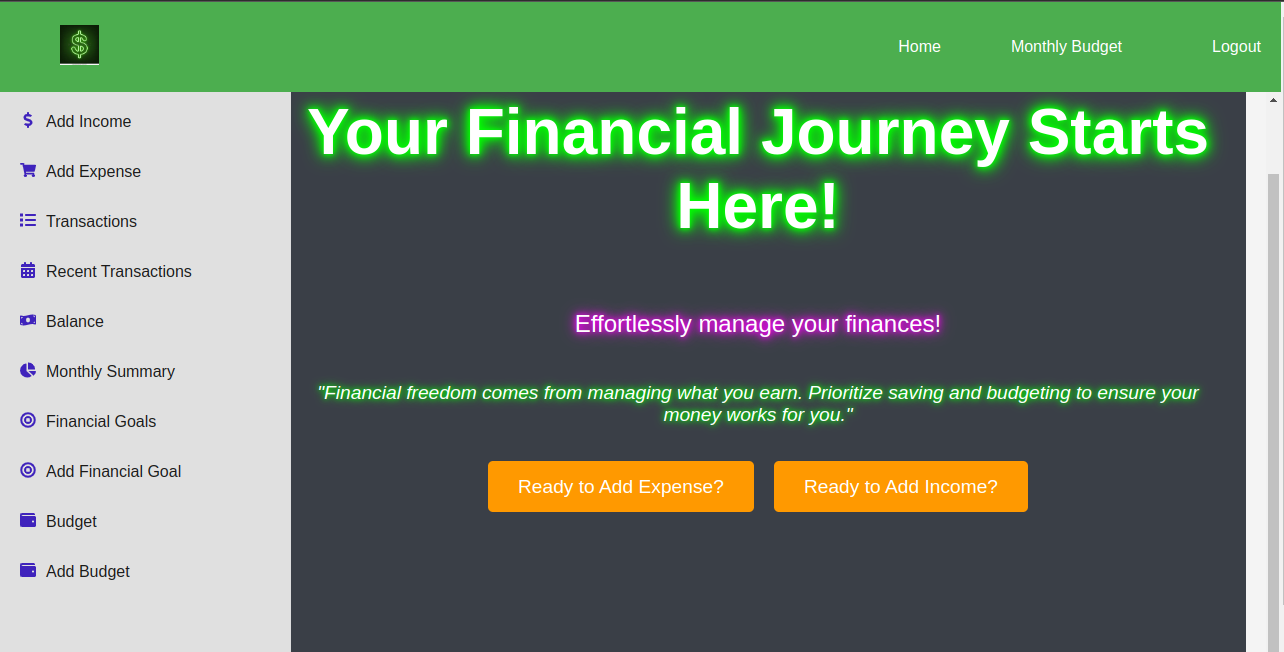 $
Home
Monthly Budget
Logout
Add Income
Add Expense
Transactions
Recent Transactions
Balance
Monthly Summary
Financial Goals
Add Financial Goal
Budget
Add Budget
Your Financial Journey Starts
Here!
Effortlessly manage your finances!
"Financial freedom comes from managing what you earn. Prioritize saving and budgeting to ensure your
money works for you."
Ready to Add Expense?
Ready to Add Income?